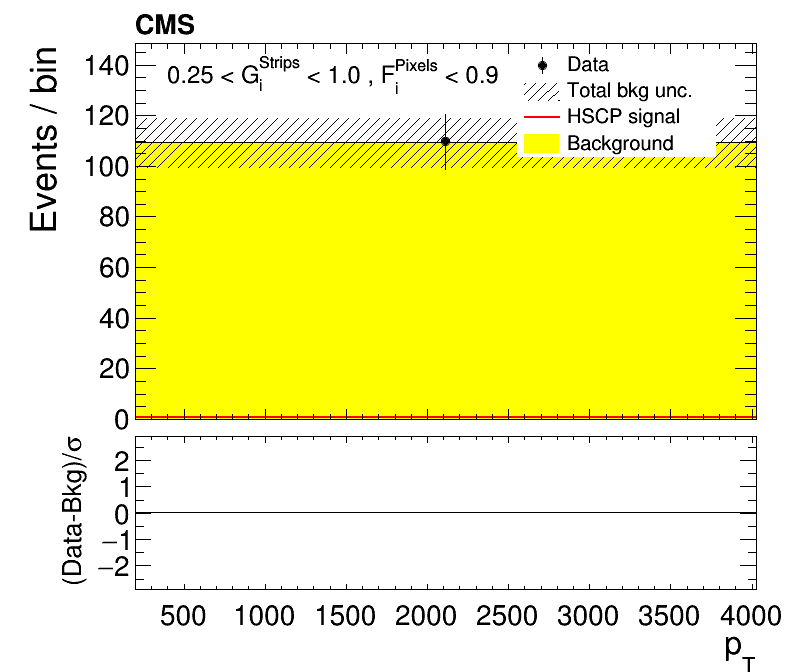 CMS
Events / bin
140
120
100
80
60
40
20
0
0.25 < G_i^Strips < 1.0 , F_i^Pixels < 0.9
Data
Total bkg unc.
HSCP signal
Background
(Data-Bkg)/σ
2
1
0
−1
−2
500 1000 1500 2000 2500 3000 3500 4000
p_T